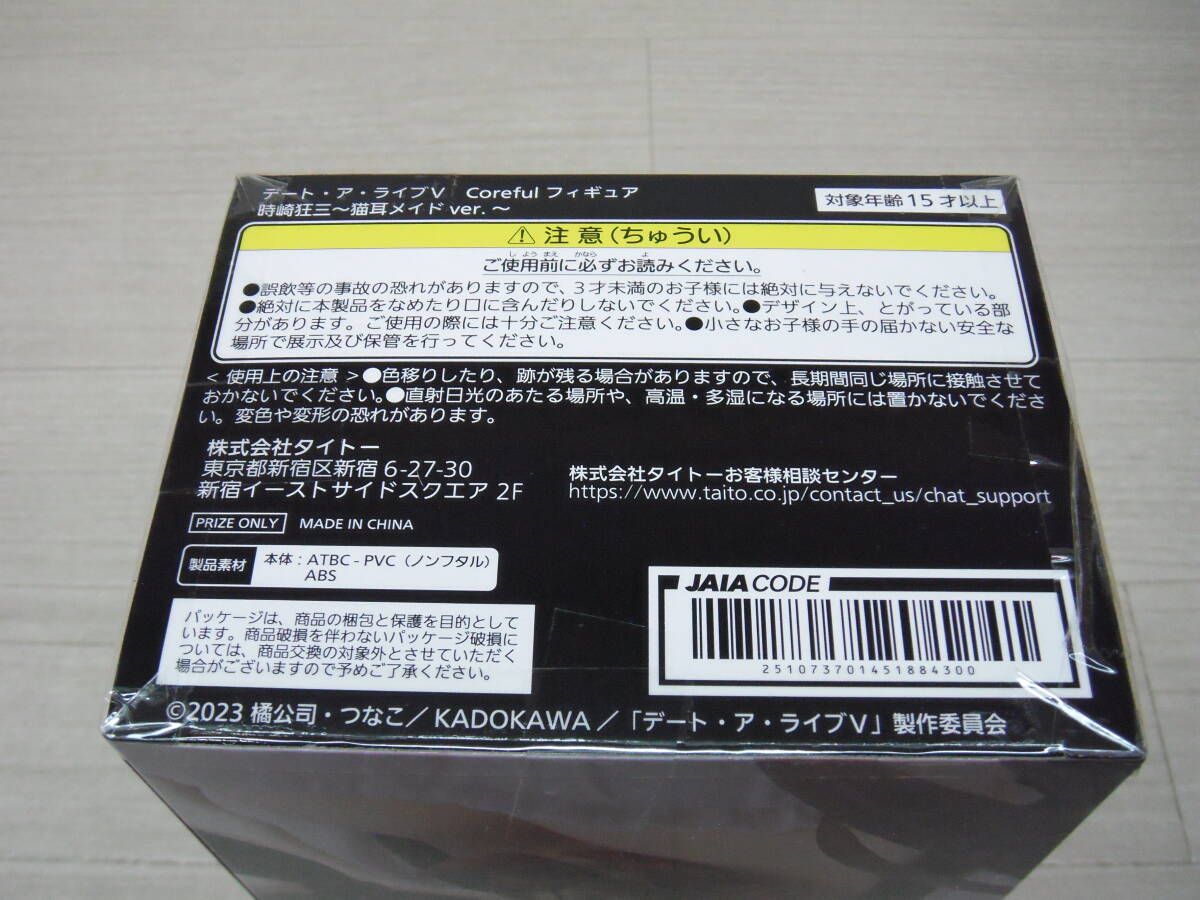 デート・ア・ライブⅤ Coreful フィギュア
時崎狂三～猫耳メイド ver.～
対象年齢 15 才以上
⚠ 注意(ちゅうい)
しようまえ かなら よ
ご使用前に必ずお読みください。
●誤飲等の事故の恐れがありますので、3才未満のお子様には絶対に与えないでください。
●絶対に本製品をなめたり口に含んだりしないでください。●デザイン上、とがっている部
分があります。ご使用の際には十分ご注意ください。●小さなお子様の手の届かない安全な
場所で展示及び保管を行ってください。
< 使用上の注意 >●色移りしたり、跡が残る場合がありますので、長期間同じ場所に接触させて
おかないでください。●直射日光のあたる場所や、高温・多湿になる場所には置かないでくださ
い。変色や変形の恐れがあります。
株式会社タイトー
東京都新宿区新宿 6-27-30
新宿イーストサイドスクエア 2F
株式会社タイトーお客様相談センター
https://www.taito.co.jp/contact_us/chat_support
PRIZE ONLY MADE IN CHINA
製品素材 本体：ATBC-PVC（ノンフタル）
ABS
パッケージは、商品の梱包と保護を目的として
います。商品破損を伴わないパッケージ破損に
ついては、商品交換の対象外とさせていただく
場合がございますので予めご了承ください。
JAIA CODE
251073701451884300
©2023 橘公司・つなこ／KADOKAWA／「デート・ア・ライブⅤ」製作委員会